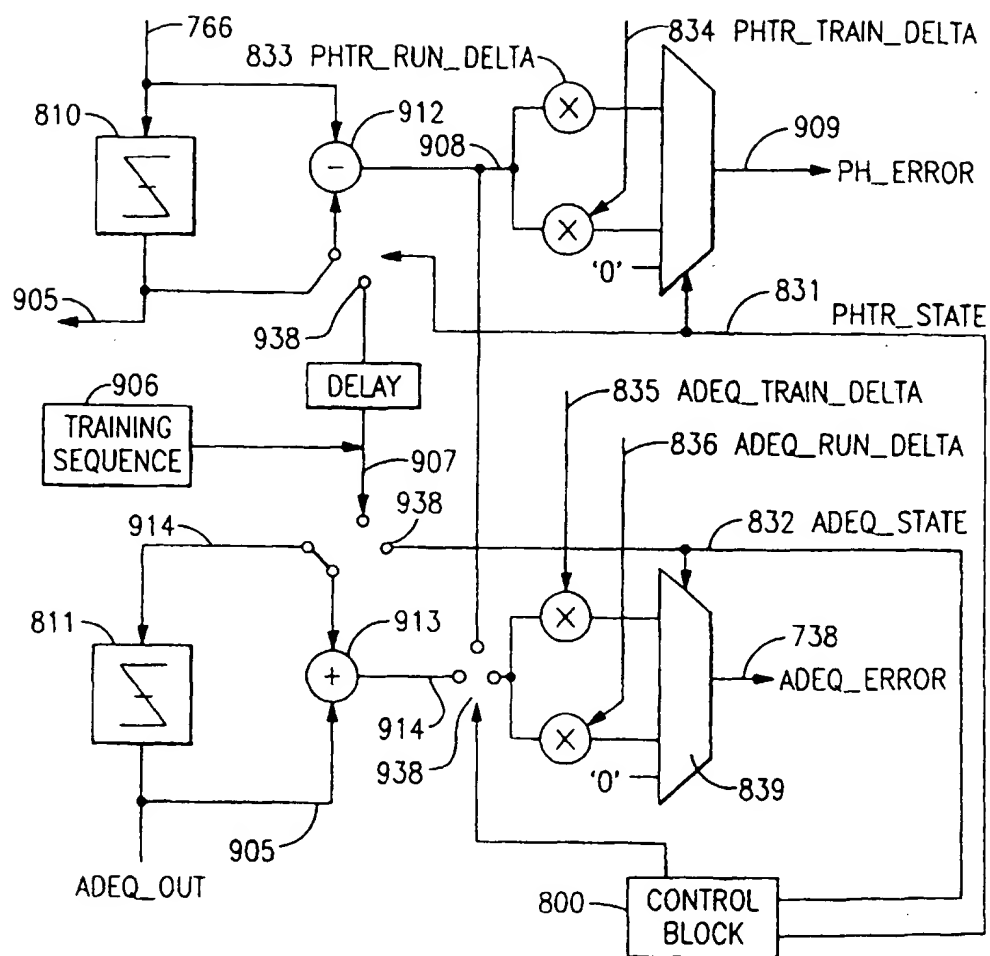 766
833 PHTR_RUN_DELTA
834 PHTR_TRAIN_DELTA
810
912
908
×
×
909
PH_ERROR
−
'0'
905
938
831
PHTR_STATE
DELAY
906
TRAINING
SEQUENCE
907
835 ADEQ_TRAIN_DELTA
836 ADEQ_RUN_DELTA
914
938
832 ADEQ_STATE
811
913
+
×
×
738
ADEQ_ERROR
914
938
'0'
839
905
ADEQ_OUT
800
CONTROL
BLOCK